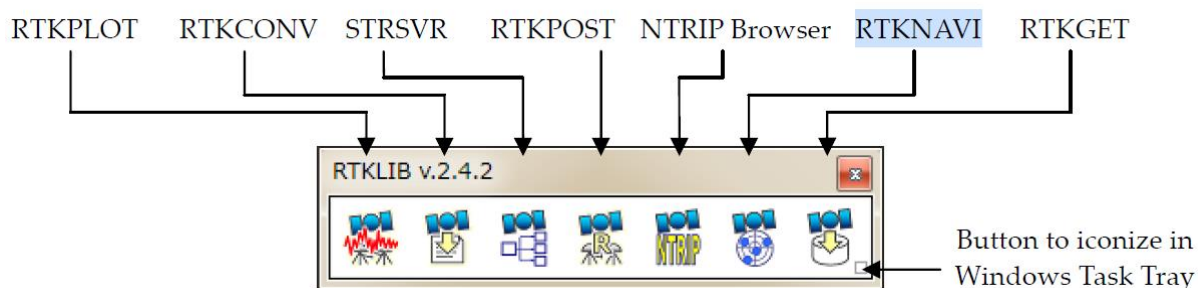 RTKPLOT RTKCONV STRSVR RTKPOST NTRIP Browser RTKNAVI RTKGET
RTKLIB v.2.4.2
R
NTRIP
Button to iconize in
Windows Task Tray